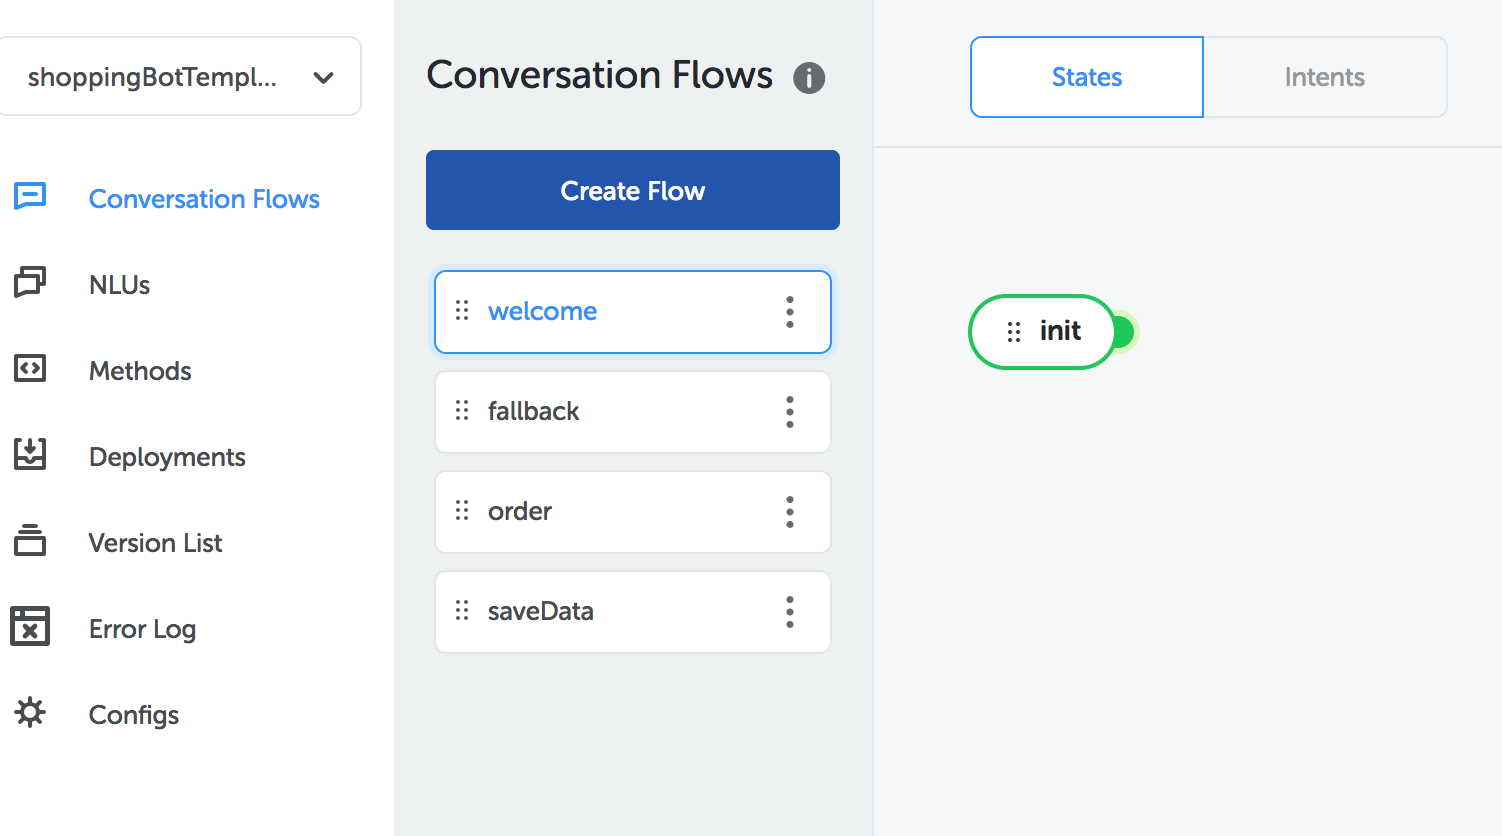 shoppingBotTempl...
Conversation Flows
NLUs
Methods
Deployments
Version List
Error Log
Configs
Conversation Flows
Create Flow
welcome
fallback
order
saveData
States
Intents
init